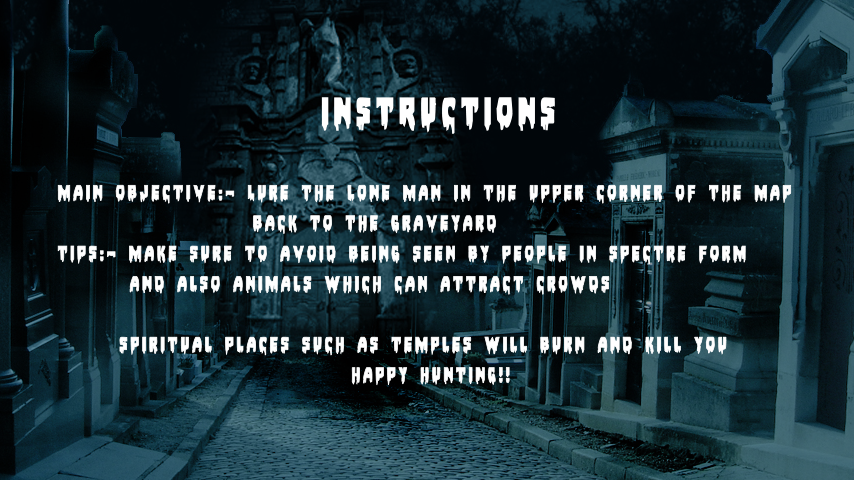 INSTRUCTIONS
MAIN OBJECTIVE:~ LURE THE LONE MAN IN THE UPPER CORNER OF THE MAP
BACK TO THE GRAVEYARD
TIPS:~ MAKE SURE TO AVOID BEING SEEN BY PEOPLE IN SPECTRE FORM
AND ALSO ANIMALS WHICH CAN ATTRACT CROWDS
SPIRITUAL PLACES SUCH AS TEMPLES WILL BURN AND KILL YOU
HAPPY HUNTING!!